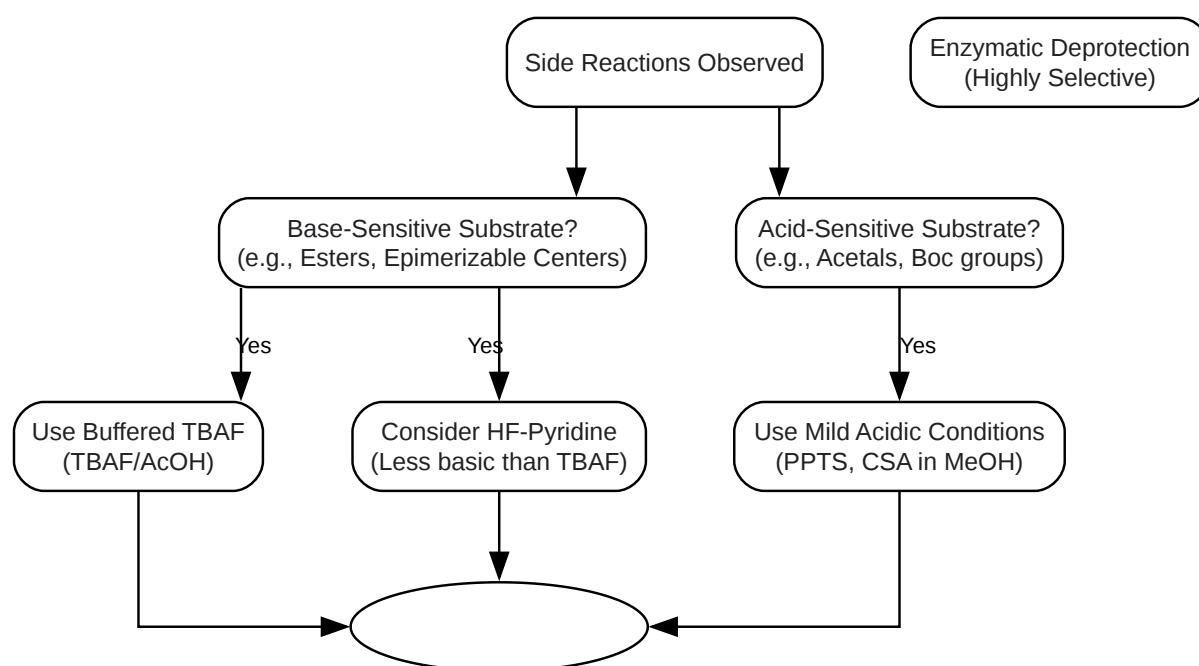 Side Reactions Observed
Enzymatic Deprotection
(Highly Selective)
Base-Sensitive Substrate?
(e.g., Esters, Epimerizable Centers)
Acid-Sensitive Substrate?
(e.g., Acetals, Boc groups)
Yes
Yes
Yes
Use Buffered TBAF
(TBAF/AcOH)
Consider HF-Pyridine
(Less basic than TBAF)
Use Mild Acidic Conditions
(PPTS, CSA in MeOH)